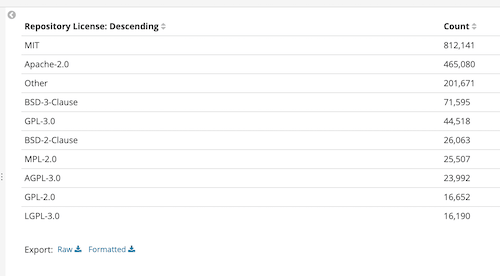 Repository License: Descending Count
MIT 812,141
Apache-2.0 465,080
Other 201,671
BSD-3-Clause 71,595
GPL-3.0 44,518
BSD-2-Clause 26,063
MPL-2.0 25,507
AGPL-3.0 23,992
GPL-2.0 16,652
LGPL-3.0 16,190
Export: Raw Formatted